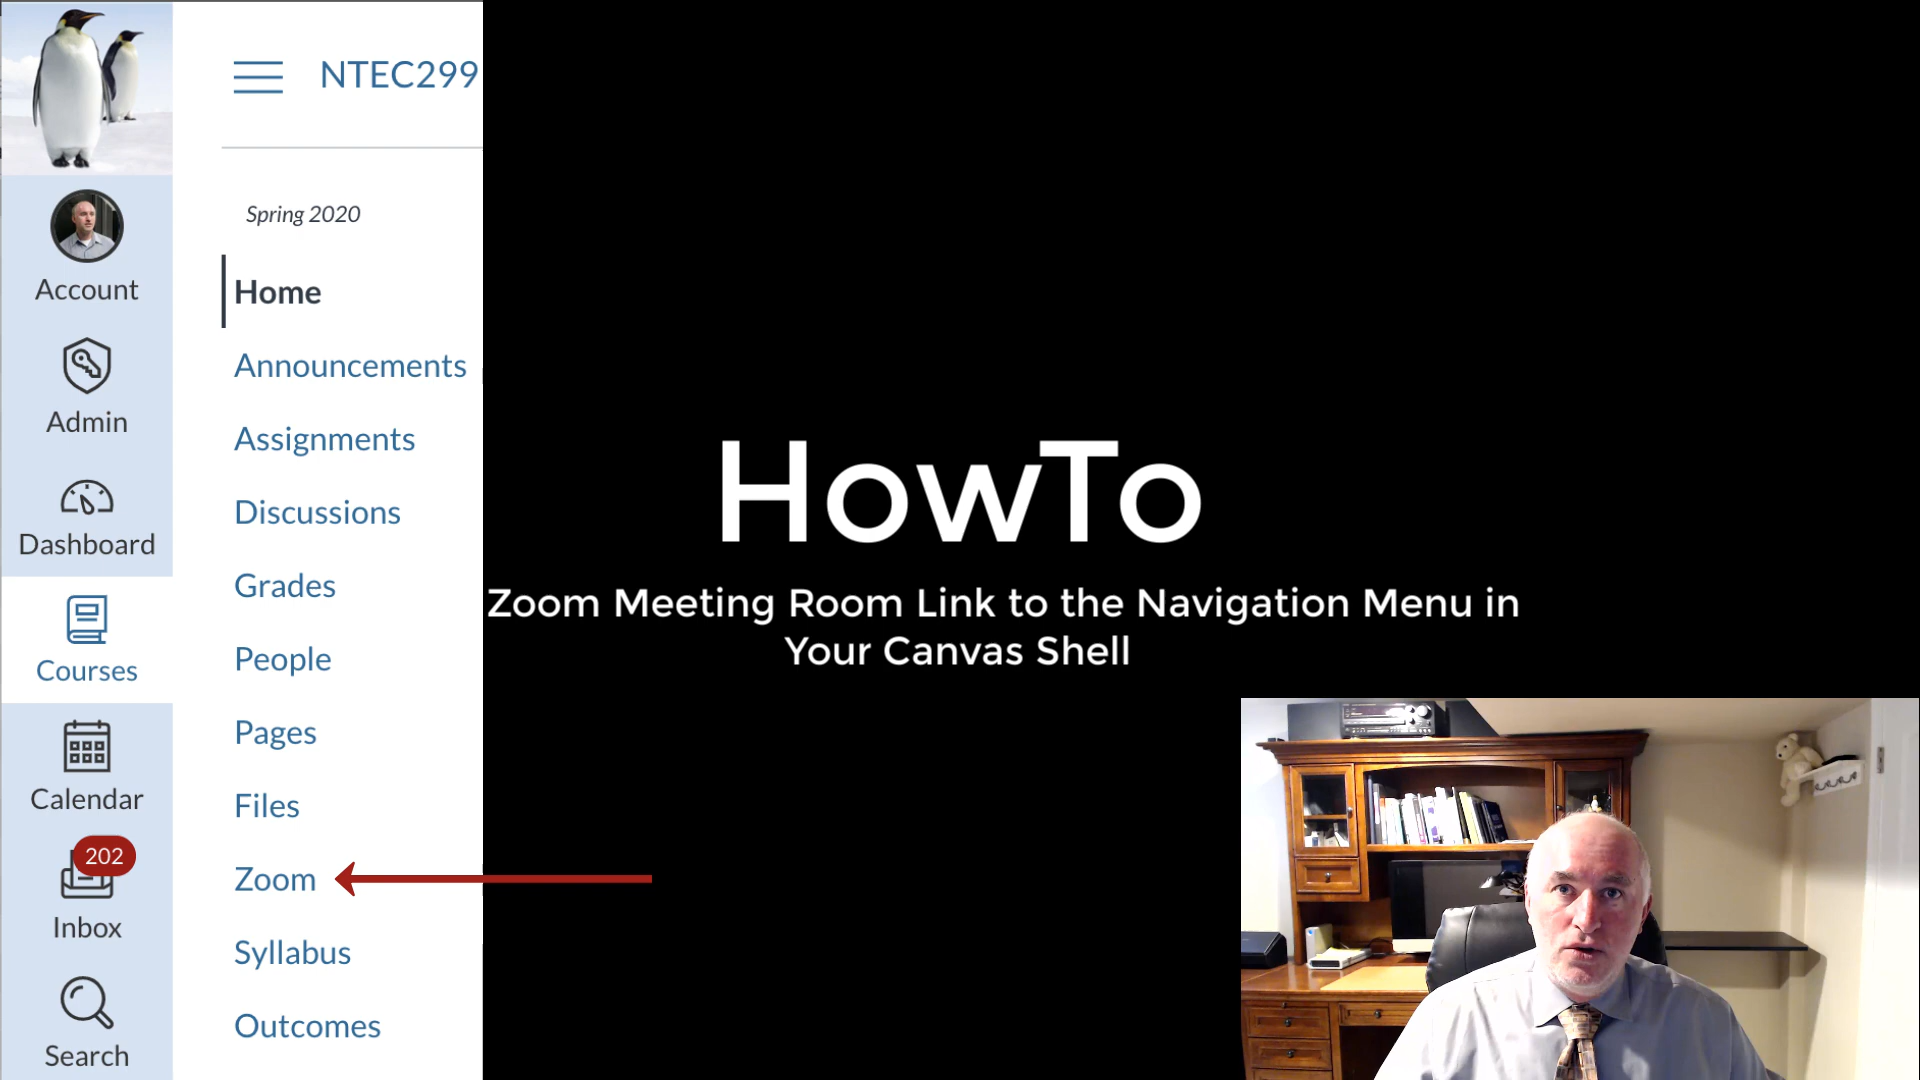 NTEC299
Spring 2020
Account
Admin
Dashboard
Courses
Calendar
202
Inbox
Search
Home
Announcements
Assignments
Discussions
Grades
People
Pages
Files
Zoom
Syllabus
Outcomes
HowTo
Zoom Meeting Room Link to the Navigation Menu in
Your Canvas Shell